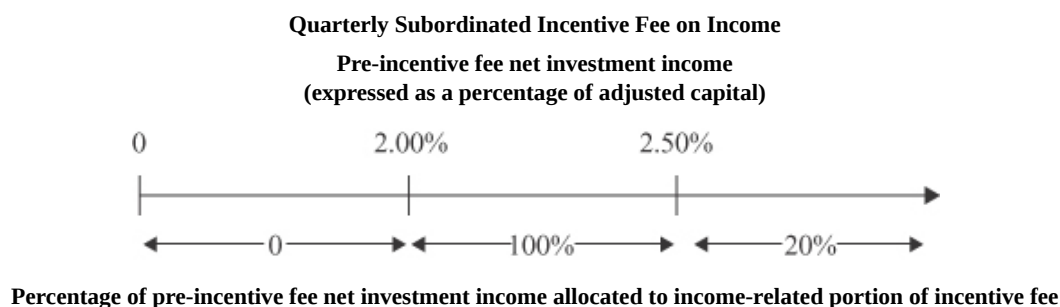 Quarterly Subordinated Incentive Fee on Income
Pre-incentive fee net investment income
(expressed as a percentage of adjusted capital)
0 2.00% 2.50%
0 100% 20%
Percentage of pre-incentive fee net investment income allocated to income-related portion of incentive fee